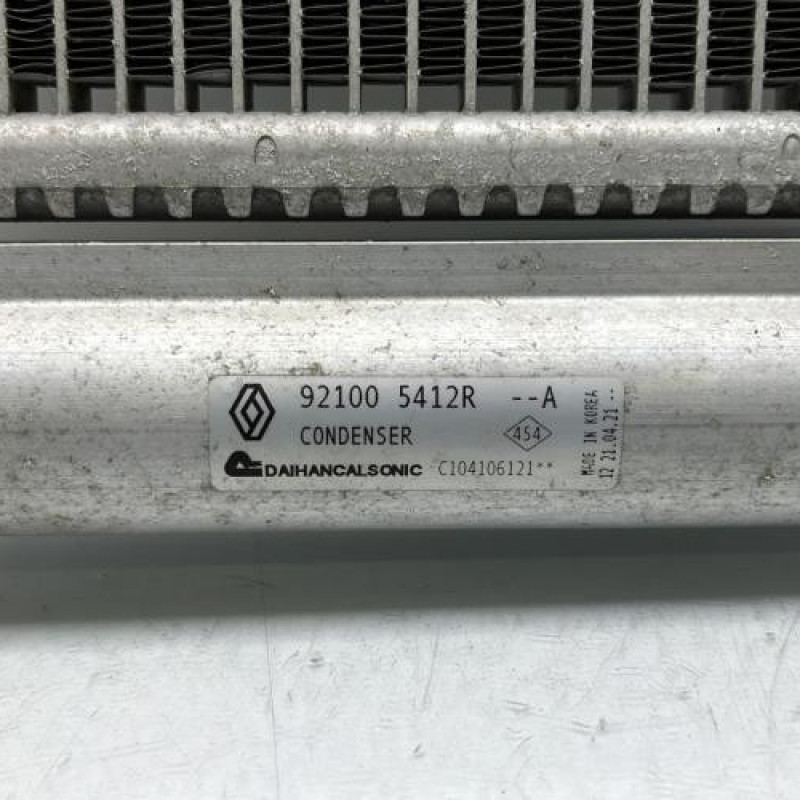 92100 5412R --A
CONDENSER 454
DAIHANCALSONIC C104106121**
MADE IN KOREA
12 21.04.21 --